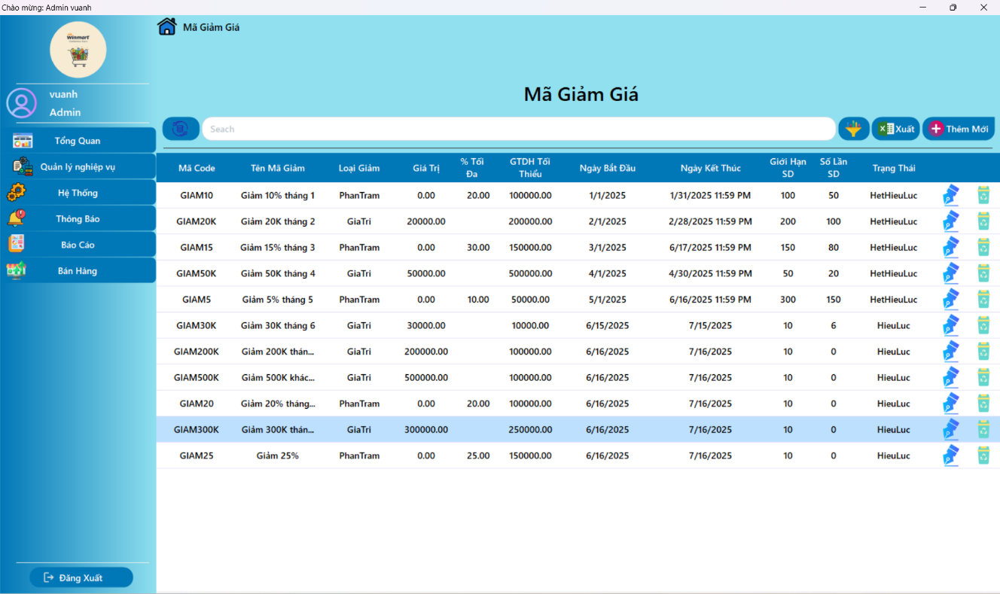 Chào mừng: Admin vuanh
Winmart
vuanh
Admin
Tổng Quan
Quản lý nghiệp vụ
Hệ Thống
Thông Báo
Báo Cáo
Bán Hàng
Đăng Xuất
Mã Giảm Giá
Mã Giảm Giá
Seach
Xuất
Thêm Mới
Mã Code Tên Mã Giảm Loại Giảm Giá Trị % Tối Đa GTDH Tối Thiểu Ngày Bắt Đầu Ngày Kết Thúc Giới Hạn SD Số Lần SD Trạng Thái
GIAM10 Giảm 10% tháng 1 PhanTram 0.00 20.00 100000.00 1/1/2025 1/31/2025 11:59 PM 100 50 HetHieuLuc
GIAM20K Giảm 20K tháng 2 GiaTri 20000.00 200000.00 2/1/2025 2/28/2025 11:59 PM 200 100 HetHieuLuc
GIAM15 Giảm 15% tháng 3 PhanTram 0.00 30.00 150000.00 3/1/2025 6/17/2025 11:59 PM 150 80 HetHieuLuc
GIAM50K Giảm 50K tháng 4 GiaTri 50000.00 500000.00 4/1/2025 4/30/2025 11:59 PM 50 20 HetHieuLuc
GIAM5 Giảm 5% tháng 5 PhanTram 0.00 10.00 50000.00 5/1/2025 6/16/2025 11:59 PM 300 150 HetHieuLuc
GIAM30K Giảm 30K tháng 6 GiaTri 30000.00 10000.00 6/15/2025 7/15/2025 10 6 HieuLuc
GIAM200K Giảm 200K thán... GiaTri 200000.00 100000.00 6/16/2025 7/16/2025 10 0 HieuLuc
GIAM500K Giảm 500K khác... GiaTri 500000.00 100000.00 6/16/2025 7/16/2025 10 0 HieuLuc
GIAM20 Giảm 20% tháng... PhanTram 0.00 20.00 100000.00 6/16/2025 7/16/2025 10 0 HieuLuc
GIAM300K Giảm 300K thán... GiaTri 300000.00 250000.00 6/16/2025 7/16/2025 10 0 HieuLuc
GIAM25 Giảm 25% PhanTram 0.00 25.00 150000.00 6/16/2025 7/16/2025 10 0 HieuLuc